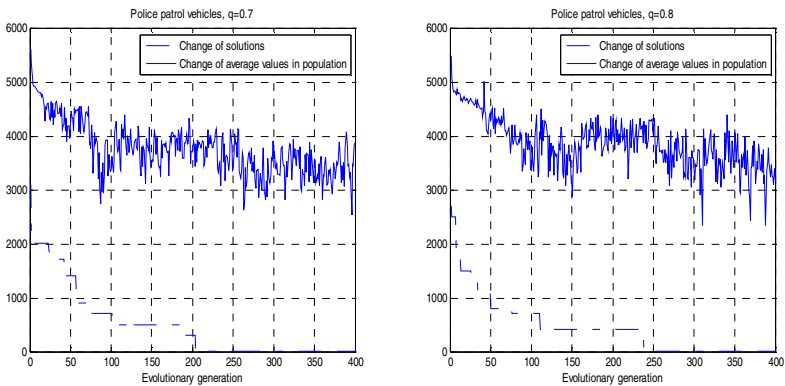 Police patrol vehicles, q=0.7
6000
5000
4000
3000
2000
1000
0
Change of solutions
Change of average values in population
0 50 100 150 200 250 300 350 400
Evolutionary generation
Police patrol vehicles, q=0.8
6000
5000
4000
3000
2000
1000
0
Change of solutions
Change of average values in population
0 50 100 150 200 250 300 350 400
Evolutionary generation